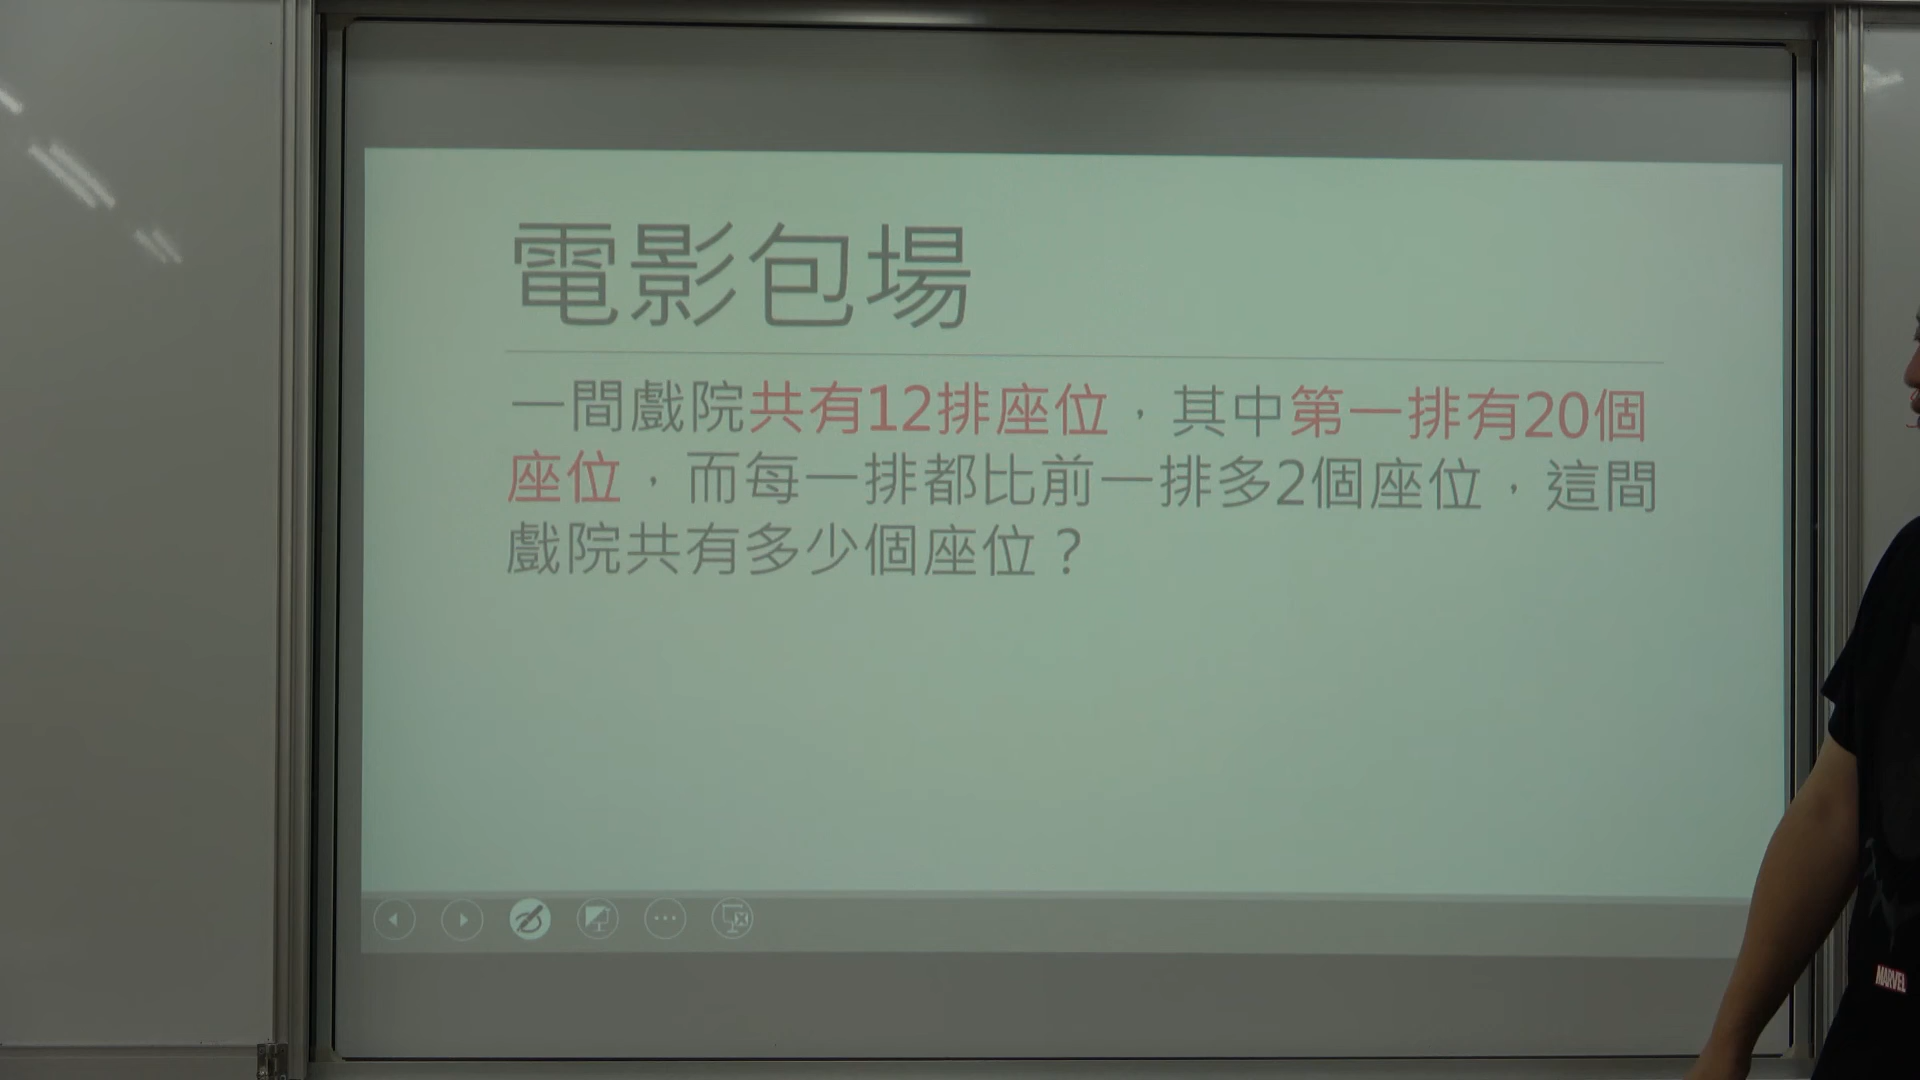 電影包場
一間戲院共有12排座位，其中第一排有20個
座位，而每一排都比前一排多2個座位，這間
戲院共有多少個座位？
MARVEL